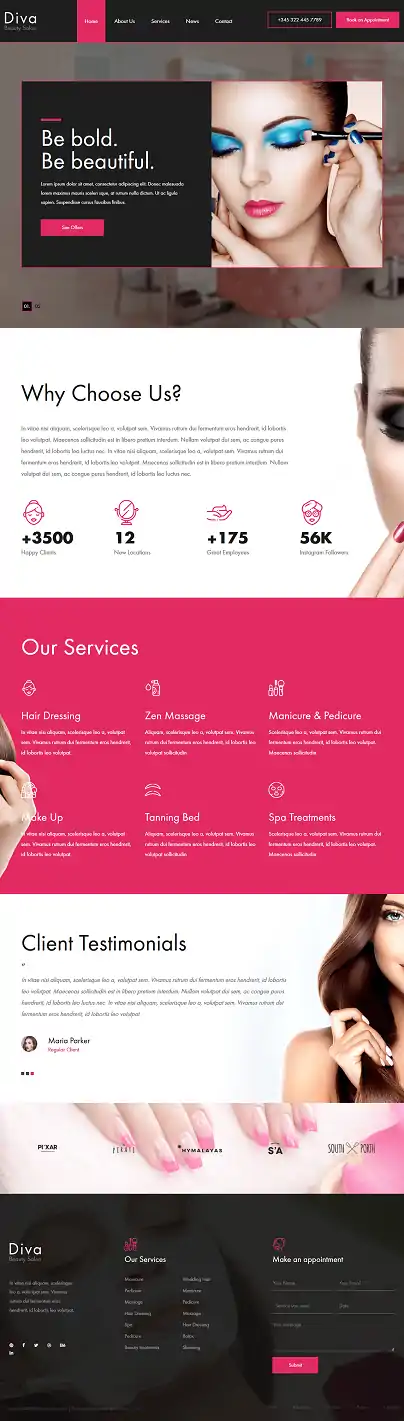 Diva
Beauty Salon
Home
About Us
Services
News
Contact
+345 322 445 7789
Book an Appointment
Be bold.
Be beautiful.
Lorem ipsum dolor sit amet, consectetur adipiscing elit. Donec malesuada
lorem maximus mauris scelerisque, at rutrum nulla dictum. Ut ac ligula
sapien. Suspendisse cursus faucibus finibus.
See Offers
01.
02.
Why Choose Us?
In vitae nisi aliquam, scelerisque leo a, volutpat sem. Vivamus rutrum dui fermentum eros hendrerit, id lobortis
leo volutpat. Maecenas sollicitudin est in libero pretium interdum. Nullam volutpat dui sem, ac congue purus
hendrerit, id lobortis leo luctus nec. In vitae nisi aliquam, scelerisque leo a, volutpat sem. Vivamus rutrum dui
fermentum eros hendrerit, id lobortis leo volutpat. Maecenas sollicitudin est in libero pretium interdum. Nullam
volutpat dui sem, ac congue purus hendrerit, id lobortis leo luctus nec.
+3500
Happy Clients
12
New Locations
+175
Great Employees
56K
Instagram Followers
Our Services
Hair Dressing
In vitae nisi aliquam, scelerisque leo a, volutpat
sem. Vivamus rutrum dui fermentum eros hendrerit,
id lobortis leo volutpat.
Zen Massage
Aliquam, scelerisque leo a, volutpat sem. Vivamus
rutrum dui fermentum eros hendrerit, id lobortis leo
volutpat sollicitudin
Manicure & Pedicure
Scelerisque leo a, volutpat sem. Vivamus rutrum dui
fermentum eros hendrerit, id lobortis leo volutpat.
Maecenas sollicitudin
Make Up
In vitae nisi aliquam, scelerisque leo a, volutpat
sem. Vivamus rutrum dui fermentum eros hendrerit,
id lobortis leo volutpat.
Tanning Bed
Aliquam, scelerisque leo a, volutpat sem. Vivamus
rutrum dui fermentum eros hendrerit, id lobortis leo
volutpat sollicitudin
Spa Treatments
Scelerisque leo a, volutpat sem. Vivamus rutrum dui
fermentum eros hendrerit, id lobortis leo volutpat.
Maecenas sollicitudin
Client Testimonials
"
In vitae nisi aliquam, scelerisque leo a, volutpat sem. Vivamus rutrum dui fermentum eros hendrerit, id lobortis
leo volutpat. Maecenas sollicitudin est in libero pretium interdum. Nullam volutpat dui sem, ac congue purus
hendrerit, id lobortis leo luctus nec. In vitae nisi aliquam, scelerisque leo a, volutpat sem. Vivamus rutrum dui
fermentum eros hendrerit, id lobortis leo volutpat
Maria Parker
Regular Client
HYMALAYAS
S'A
SOUTH PORTH
Diva
Beauty Salon
In vitae nisi aliquam, scelerisque
leo a, volutpat sem. Vivamus
rutrum dui fermentum eros
hendrerit, id lobortis leo volutpat.
Our Services
Manicure
Pedicure
Massage
Hair Dressing
Spa
Pedicure
Beauty treatments
Wedding Hair
Manicure
Pedicure
Massage
Hair Dressing
Botox
Slimming
Make an appointment
Your Name
Your Email
Service you need
Date
Your message
Submit